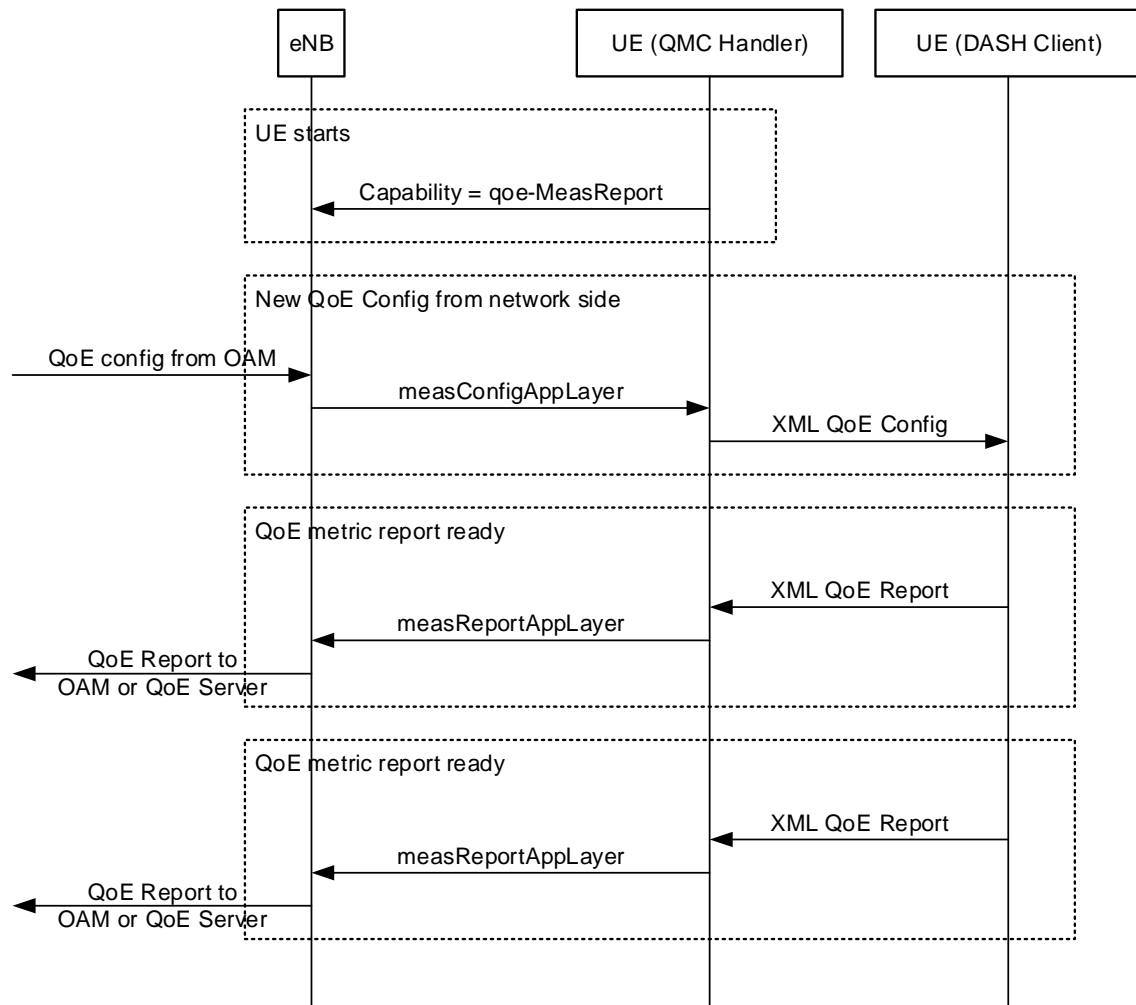 eNB
UE (QMC Handler)
UE (DASH Client)
UE starts
Capability = qoe-MeasReport
New QoE Config from network side
QoE config from OAM
measConfigAppLayer
XML QoE Config
QoE metric report ready
XML QoE Report
measReportAppLayer
QoE Report to
OAM or QoE Server
QoE metric report ready
XML QoE Report
measReportAppLayer
QoE Report to
OAM or QoE Server